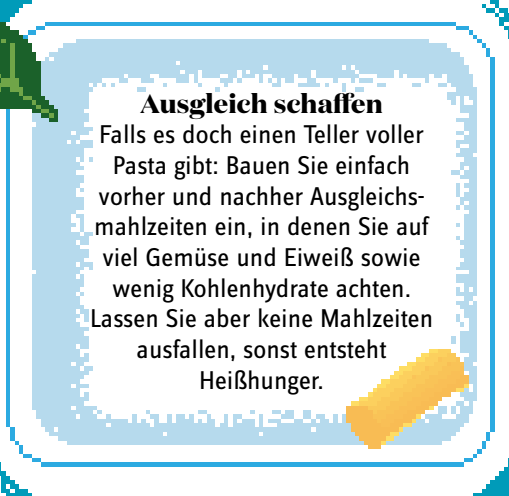 Ausgleich schaffen
Falls es doch einen Teller voller
Pasta gibt: Bauen Sie einfach
vorher und nachher Ausgleichs-
mahlzeiten ein, in denen Sie auf
viel Gemüse und Eiweiß sowie
wenig Kohlenhydrate achten.
Lassen Sie aber keine Mahlzeiten
ausfallen, sonst entsteht
Heißhunger.